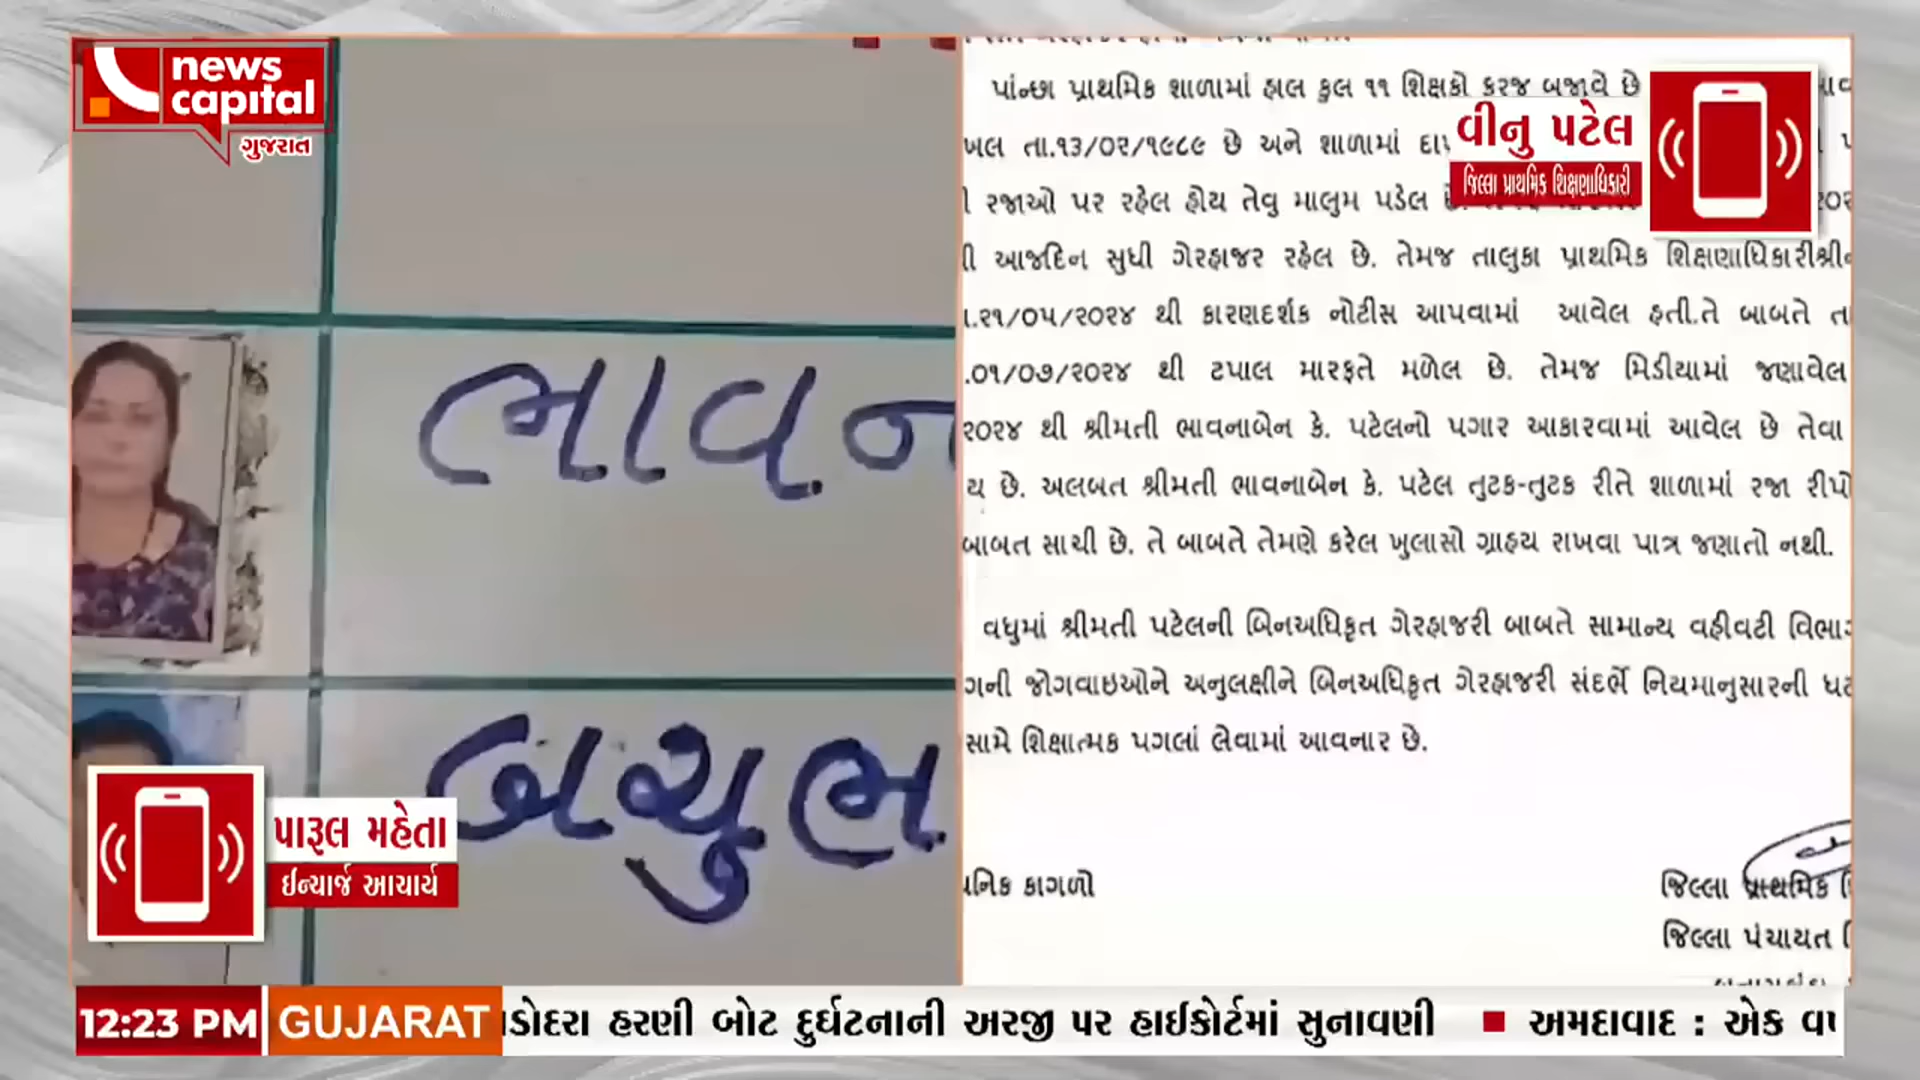 news
capital
ગુજરાત
ભાવન
બચુભ
પારૂલ મહેતા
ઈન્ચાર્જ આચાર્ય
પાંન્છા પ્રાથમિક શાળામાં હાલ કુલ ૧૧ શિક્ષકો ફરજ બજાવે છે
તા.૧૩/૦૨/૧૯૮૯ છે અને શાળામાં
રજાઓ પર રહેલ હોય તેવુ માલુમ પડેલ
આજદિન સુધી ગેરહાજર રહેલ છે. તેમજ તાલુકા પ્રાથમિક શિક્ષણાધિકારીશ્રી
.૨૧/૦૫/૨૦૨૪ થી કારણદર્શક નોટીસ આપવામાં આવેલ હતી.તે બાબતે
.૦૧/૦૭/૨૦૨૪ થી ટપાલ મારફતે મળેલ છે. તેમજ મિડીયામાં જણાવેલ
૨૦૨૪ થી શ્રીમતી ભાવનાબેન કે. પટેલનો પગાર આકારવામાં આવેલ છે તેવા
છે. અલબત શ્રીમતી ભાવનાબેન કે. પટેલ તુટક-તુટક રીતે શાળામાં રજા રીપો
બાબત સાચી છે. તે બાબતે તેમણે કરેલ ખુલાસો ગ્રાહય રાખવા પાત્ર જણાતો નથી.
વધુમાં શ્રીમતી પટેલની બિનઅધિકૃત ગેરહાજરી બાબતે સામાન્ય વહીવટી વિભા
ગની જોગવાઇઓને અનુલક્ષીને બિનઅધિકૃત ગેરહાજરી સંદર્ભે નિયમાનુસારની
સામે શિક્ષાત્મક પગલાં લેવામાં આવનાર છે.
નિક કાગળો
જિલ્લા પ્રાથમિક
જિલ્લા પંચાયત
વીનુ પટેલ
જિલ્લા પ્રાથમિક શિક્ષણાધિકારી
12:23 PM GUJARAT ડોદરા હરણી બોટ દુર્ઘટનાની અરજી પર હાઈકોર્ટમાં સુનાવણી ■ અમદાવાદ : એક